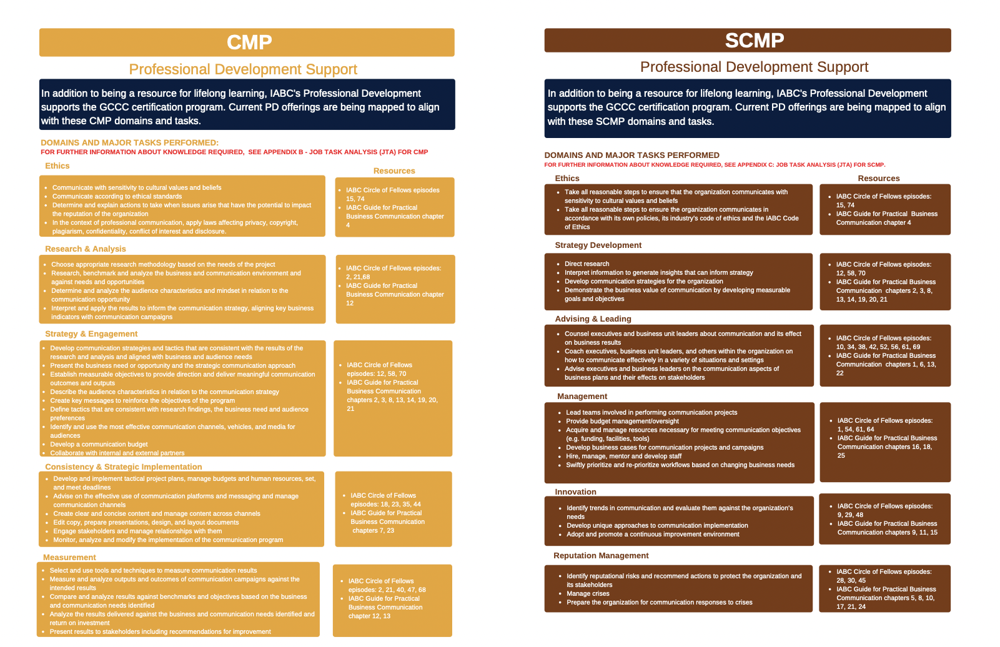 CMP
Professional Development Support
In addition to being a resource for lifelong learning, IABC's Professional Development
supports the GCCC certification program. Current PD offerings are being mapped to align
with these CMP domains and tasks.
DOMAINS AND MAJOR TASKS PERFORMED:
FOR FURTHER INFORMATION ABOUT KNOWLEDGE REQUIRED, SEE APPENDIX B - JOB TASK ANALYSIS (JTA) FOR CMP
Ethics
Resources
• Communicate with sensitivity to cultural values and beliefs
• Communicate according to ethical standards
• Determine and explain actions to take when issues arise that have the potential to impact
the reputation of the organization
• In the context of professional communication, apply laws affecting privacy, copyright,
plagiarism, confidentiality, conflict of interest and disclosure.
• IABC Circle of Fellows episodes
15, 74
• IABC Guide for Practical
Business Communication chapter
4
Research & Analysis
• Choose appropriate research methodology based on the needs of the project
• Research, benchmark and analyze the business and communication environment and
against needs and opportunities
• Determine and analyze the audience characteristics and mindset in relation to the
communication opportunity
• Interpret and apply the results to inform the communication strategy, aligning key business
indicators with communication campaigns
• IABC Circle of Fellows episodes:
2, 21,68
• IABC Guide for Practical
Business Communication chapter
12
Strategy & Engagement
• Develop communication strategies and tactics that are consistent with the results of the
research and analysis and aligned with business and audience needs
• Present the business need or opportunity and the strategic communication approach
• Establish measurable objectives to provide direction and deliver meaningful communication
outcomes and outputs
• Describe the audience characteristics in relation to the communication strategy
• Create key messages to reinforce the objectives of the program
• Define tactics that are consistent with research findings, the business need and audience
preferences
• Identify and use the most effective communication channels, vehicles, and media for
audiences
• Develop a communication budget
• Collaborate with internal and external partners
• IABC Circle of Fellows
episodes: 12, 58, 70
• IABC Guide for Practical
Business Communication
chapters 2, 3, 8, 13, 14, 19, 20,
21
Consistency & Strategic Implementation
• Develop and implement tactical project plans, manage budgets and human resources, set,
and meet deadlines
• Advise on the effective use of communication platforms and messaging and manage
communication channels
• Create clear and concise content and manage content across channels
• Edit copy, prepare presentations, design, and layout documents
• Engage stakeholders and manage relationships with them
• Monitor, analyze and modify the implementation of the communication program
• IABC Circle of Fellows
episodes: 18, 23, 35, 44
• IABC Guide for Practical
Business Communication
chapters 7, 23
Measurement
• Select and use tools and techniques to measure communication results
• Measure and analyze outputs and outcomes of communication campaigns against the
intended results
• Compare and analyze results against benchmarks and objectives based on the business
and communication needs identified
• Analyze the results delivered against the business and communication needs identified and
return on investment
• Present results to stakeholders including recommendations for improvement
• IABC Circle of Fellows
episodes: 2, 21, 40, 47, 68
• IABC Guide for Practical
Business Communication
chapter 12, 13
SCMP
Professional Development Support
In addition to being a resource for lifelong learning, IABC's Professional Development
supports the GCCC certification program. Current PD offerings are being mapped to align
with these SCMP domains and tasks.
DOMAINS AND MAJOR TASKS PERFORMED
FOR FURTHER INFORMATION ABOUT KNOWLEDGE REQUIRED, SEE APPENDIX C: JOB TASK ANALYSIS (JTA) FOR SCMP.
Ethics
Resources
• Take all reasonable steps to ensure that the organization communicates with
sensitivity to cultural values and beliefs
• Take all reasonable steps to ensure the organization communicates in
accordance with its own policies, its industry's code of ethics and the IABC Code
of Ethics
• IABC Circle of Fellows episodes:
15, 74
• IABC Guide for Practical Business
Communication chapter 4
Strategy Development
• Direct research
• Interpret information to generate insights that can inform strategy
• Develop communication strategies for the organization
• Demonstrate the business value of communication by developing measurable
goals and objectives
• IABC Circle of Fellows episodes:
12, 58, 70
• IABC Guide for Practical Business
Communication chapters 2, 3, 8,
13, 14, 19, 20, 21
Advising & Leading
• Counsel executives and business unit leaders about communication and its effect
on business results
• Coach executives, business unit leaders, and others within the organization on
how to communicate effectively in a variety of situations and settings
• Advise executives and business leaders on the communication aspects of
business plans and their effects on stakeholders
• IABC Circle of Fellows episodes:
10, 34, 38, 42, 52, 56, 61, 69
• IABC Guide for Practical Business
Communication chapters 1, 6, 13,
22
Management
• Lead teams involved in performing communication projects
• Provide budget management/oversight
• Acquire and manage resources necessary for meeting communication objectives
(e.g. funding, facilities, tools)
• Develop business cases for communication projects and campaigns
• Hire, manage, mentor and develop staff
• Swiftly prioritize and re-prioritize workflows based on changing business needs
• IABC Circle of Fellows episodes:
1, 54, 61, 64
• IABC Guide for Practical Business
Communication chapters 16, 18,
25
Innovation
• Identify trends in communication and evaluate them against the organization's
needs
• Develop unique approaches to communication implementation
• Adopt and promote a continuous improvement environment
• IABC Circle of Fellows episodes:
9, 29, 48
• IABC Guide for Practical Business
Communication chapters 9, 11, 15
Reputation Management
• Identify reputational risks and recommend actions to protect the organization and
its stakeholders
• Manage crises
• Prepare the organization for communication responses to crises
• IABC Circle of Fellows episodes:
28, 30, 45
• IABC Guide for Practical Business
Communication chapters 5, 8, 10,
17, 21, 24